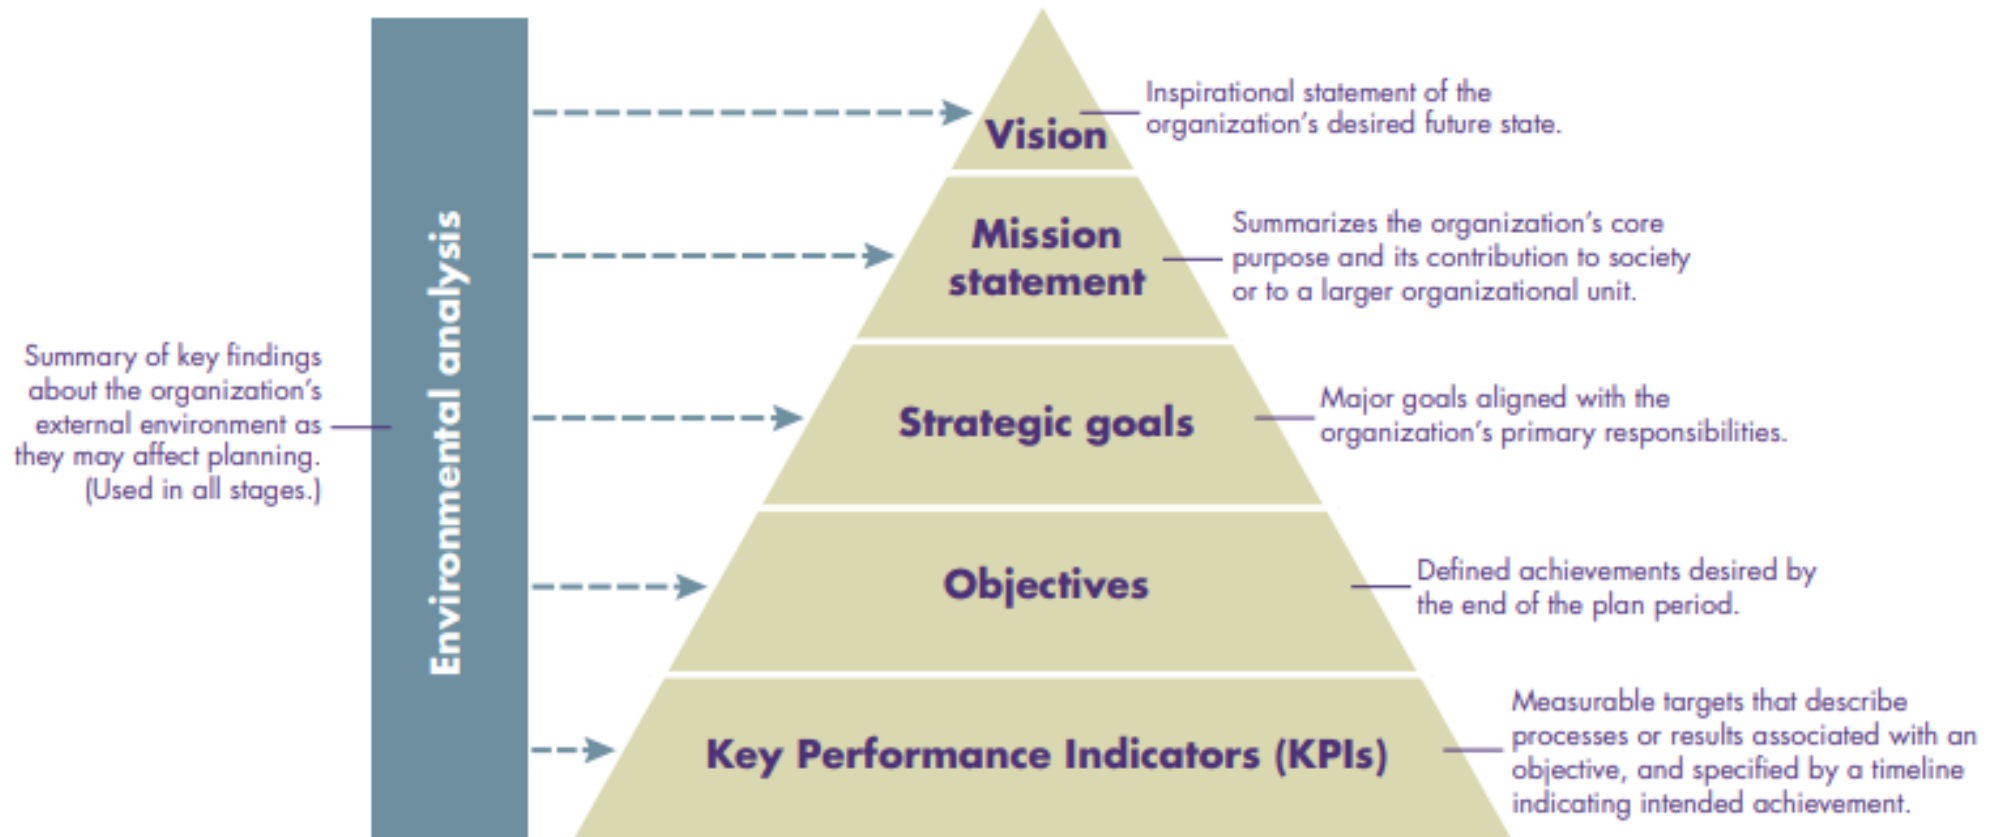 Environmental analysis
Summary of key findings
about the organization's
external environment as
they may affect planning.
(Used in all stages.)
Vision
Inspirational statement of the
organization's desired future state.
Mission
statement
Summarizes the organization's core
purpose and its contribution to society
or to a larger organizational unit.
Strategic goals
Major goals aligned with the
organization's primary responsibilities.
Objectives
Defined achievements desired by
the end of the plan period.
Key Performance Indicators (KPIs)
Measurable targets that describe
processes or results associated with an
objective, and specified by a timeline
indicating intended achievement.